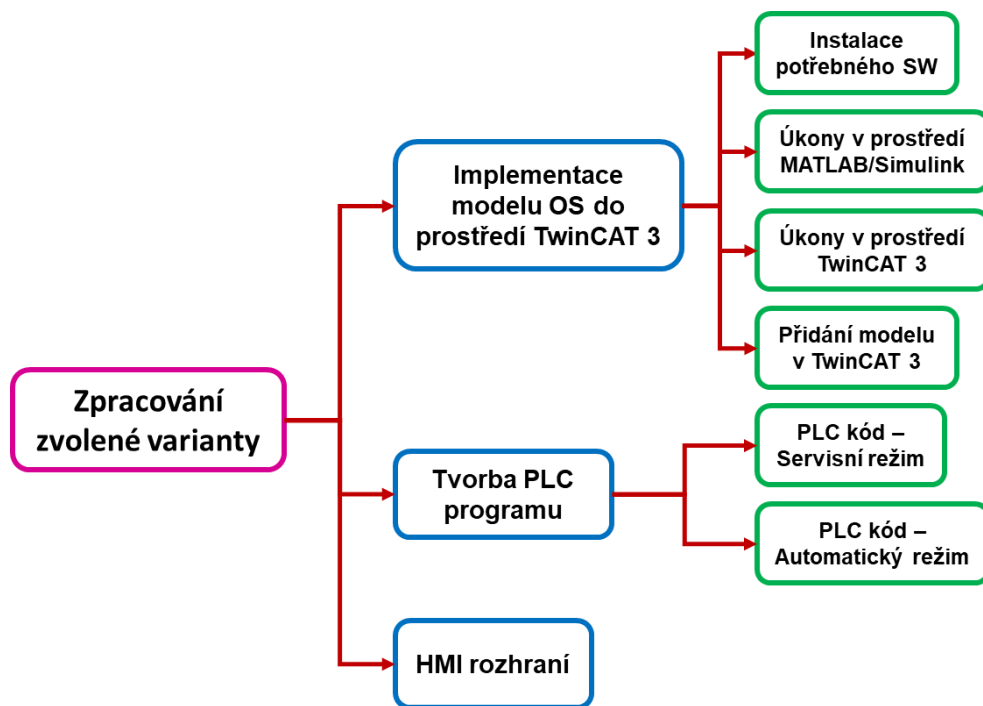 Zpracování
zvolené varianty
Implementace
modelu OS do
prostředí TwinCAT 3
Instalace
potřebného SW
Úkony v prostředí
MATLAB/Simulink
Úkony v prostředí
TwinCAT 3
Přidání modelu
v TwinCAT 3
Tvorba PLC
programu
PLC kód –
Servisní režim
PLC kód –
Automatický režim
HMI rozhraní